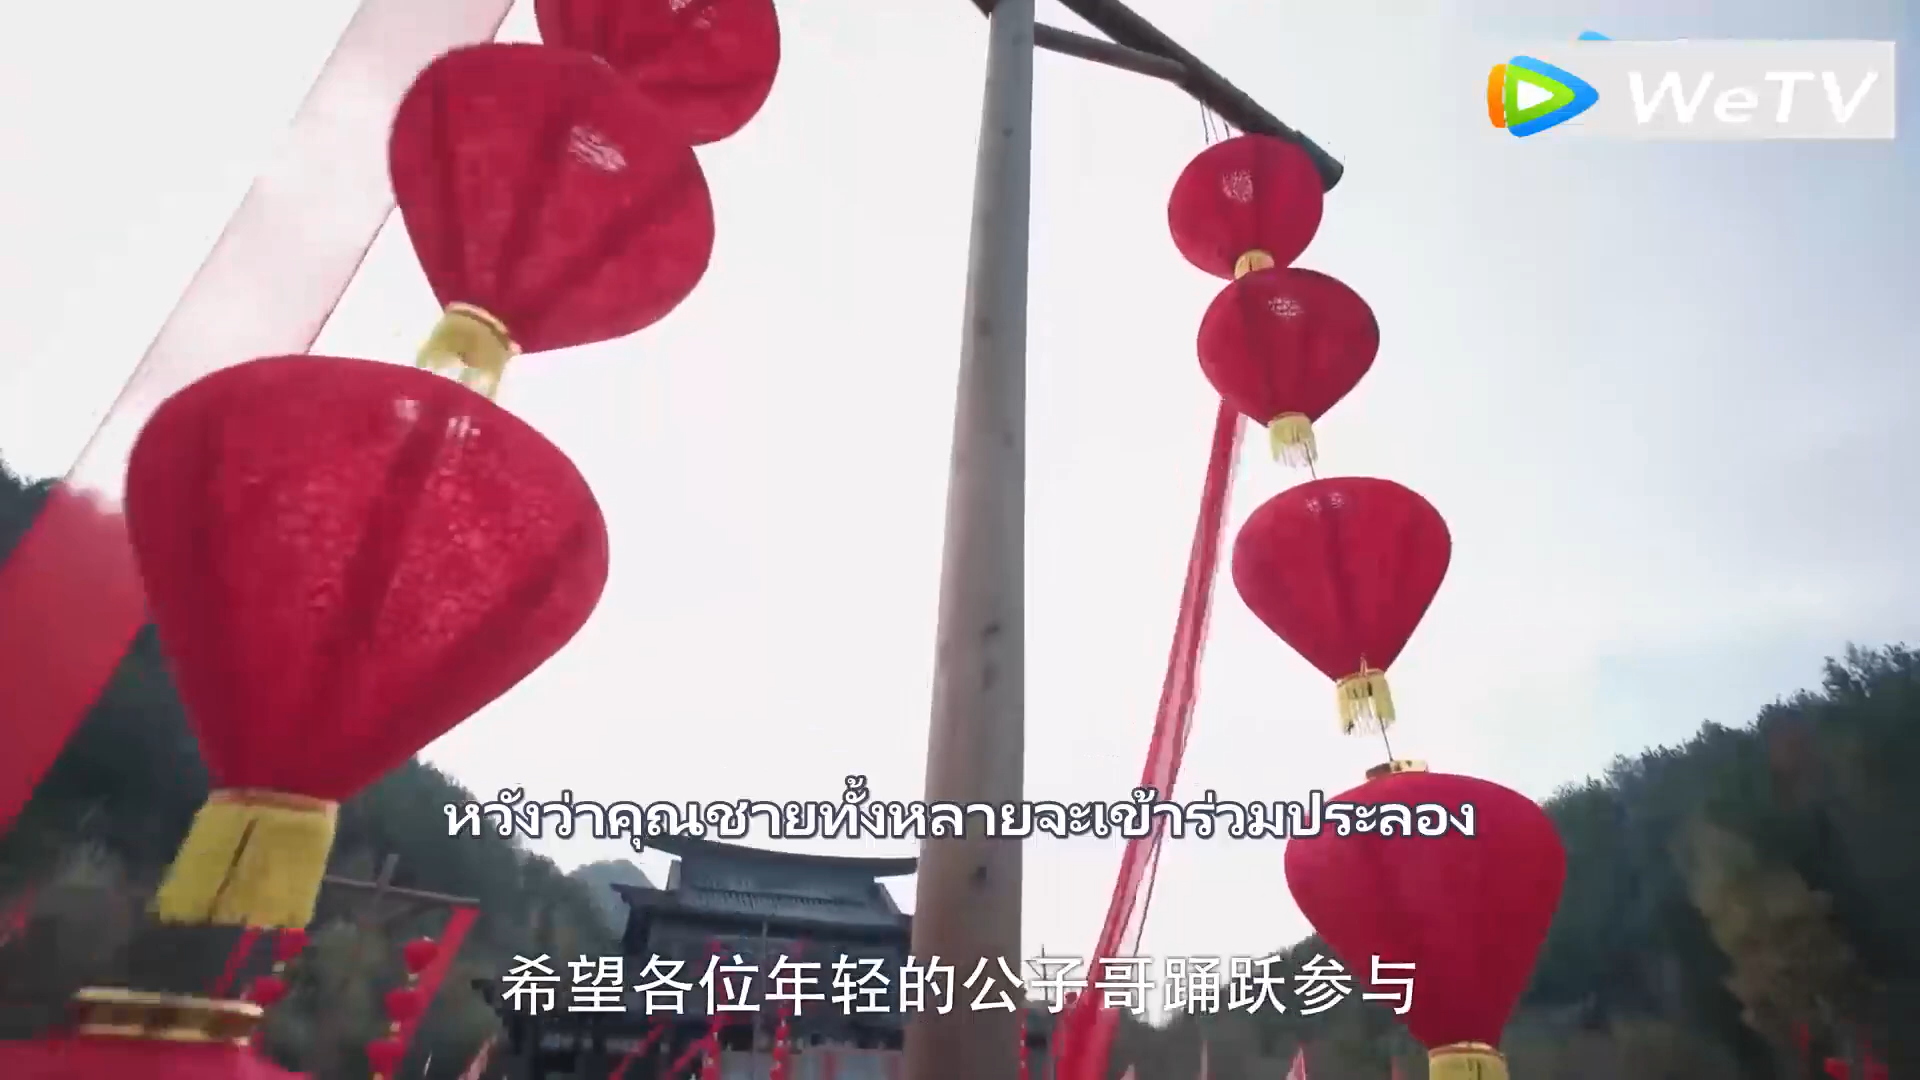 WeTV
หวังว่าคุณชายทั้งหลายจะเข้าร่วมประลอง
希望各位年轻的公子哥踊跃参与